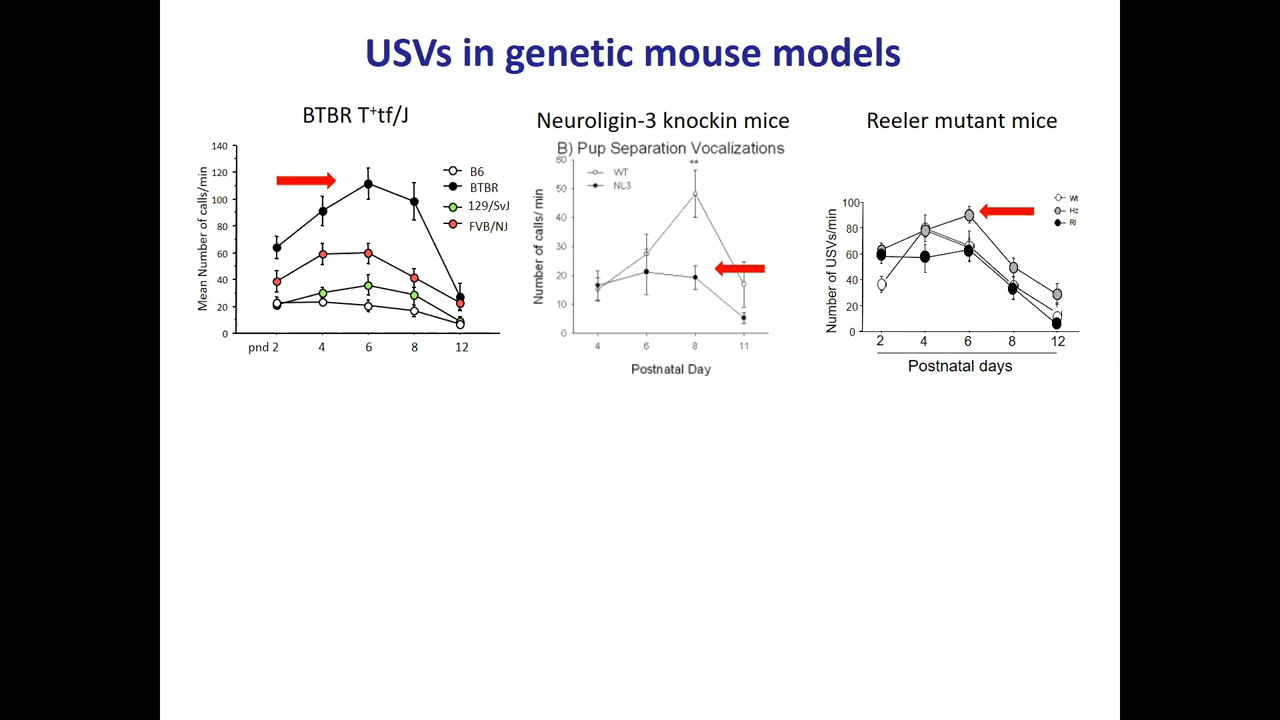 USVs in genetic mouse models
BTBR T+tf/J
140
120
100
80
60
40
20
0
Mean Number of calls/min
B6
BTBR
129/SvJ
FVB/NJ
pnd 2 4 6 8 12
Neuroligin-3 knockin mice
B) Pup Separation Vocalizations
60
50
40
30
20
10
0
Number of calls/ min
WT
NL3
**
4 6 8 11
Postnatal Day
Reeler mutant mice
100
80
60
40
20
0
Number of USVs/min
Wt
Hz
Rl
2 4 6 8 12
Postnatal days